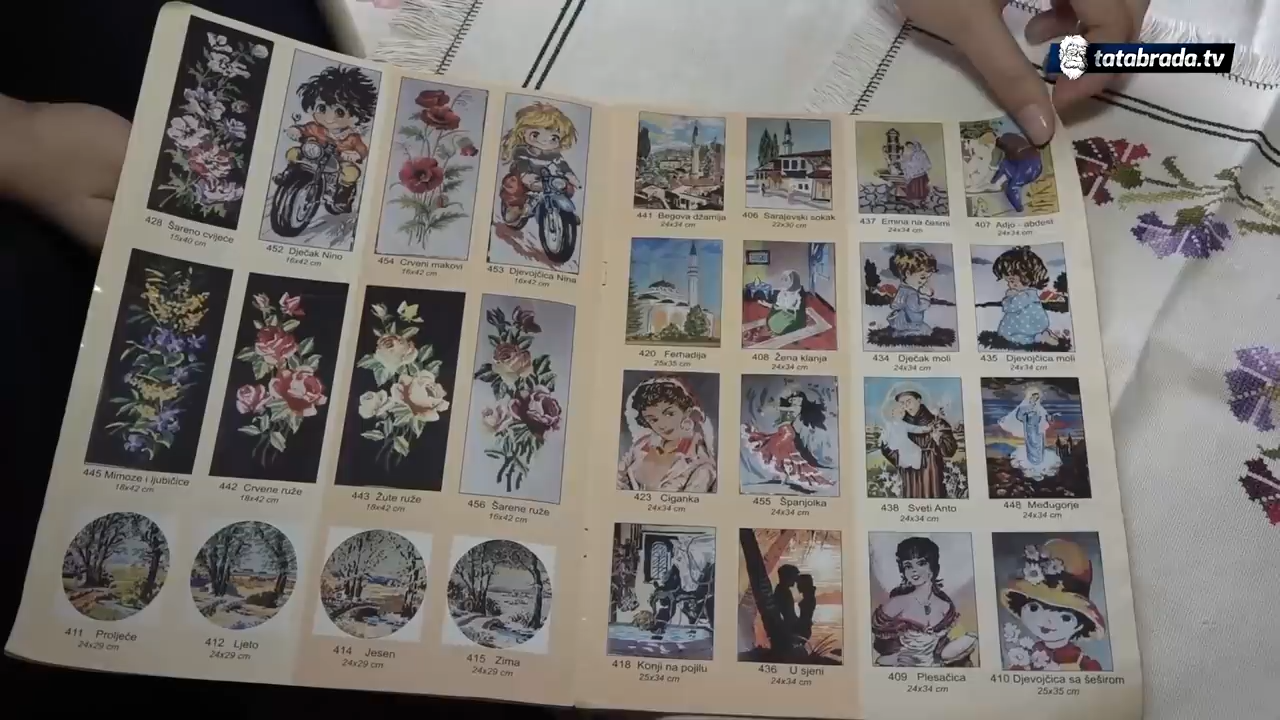 tatabrada.tv
428 Šareno cvijeće
15x40 cm
452 Dječak Nino
16x42 cm
454 Crveni makovi
16x42 cm
453 Djevojčica Nina
16x42 cm
445 Mimoze i ljubičice
18x42 cm
442 Crvene ruže
18x42 cm
443 Žute ruže
18x42 cm
456 Šarene ruže
16x42 cm
411 Proljeće
24x29 cm
412 Ljeto
24x29 cm
414 Jesen
24x29 cm
415 Zima
24x29 cm
441 Begova džamija
24x34 cm
406 Sarajevski sokak
22x30 cm
437 Emina na česmi
24x34 cm
407 Adjo - abdest
24x34 cm
420 Ferhadija
25x35 cm
408 Žena klanja
24x34 cm
434 Dječak moli
24x34 cm
435 Djevojčica moli
24x34 cm
423 Ciganka
24x34 cm
455 Španjolka
24x34 cm
438 Sveti Anto
24x34 cm
448 Međugorje
24x34 cm
418 Konji na pojilu
25x34 cm
436 U sjeni
24x34 cm
409 Plesačica
24x34 cm
410 Djevojčica sa šeširom
25x35 cm